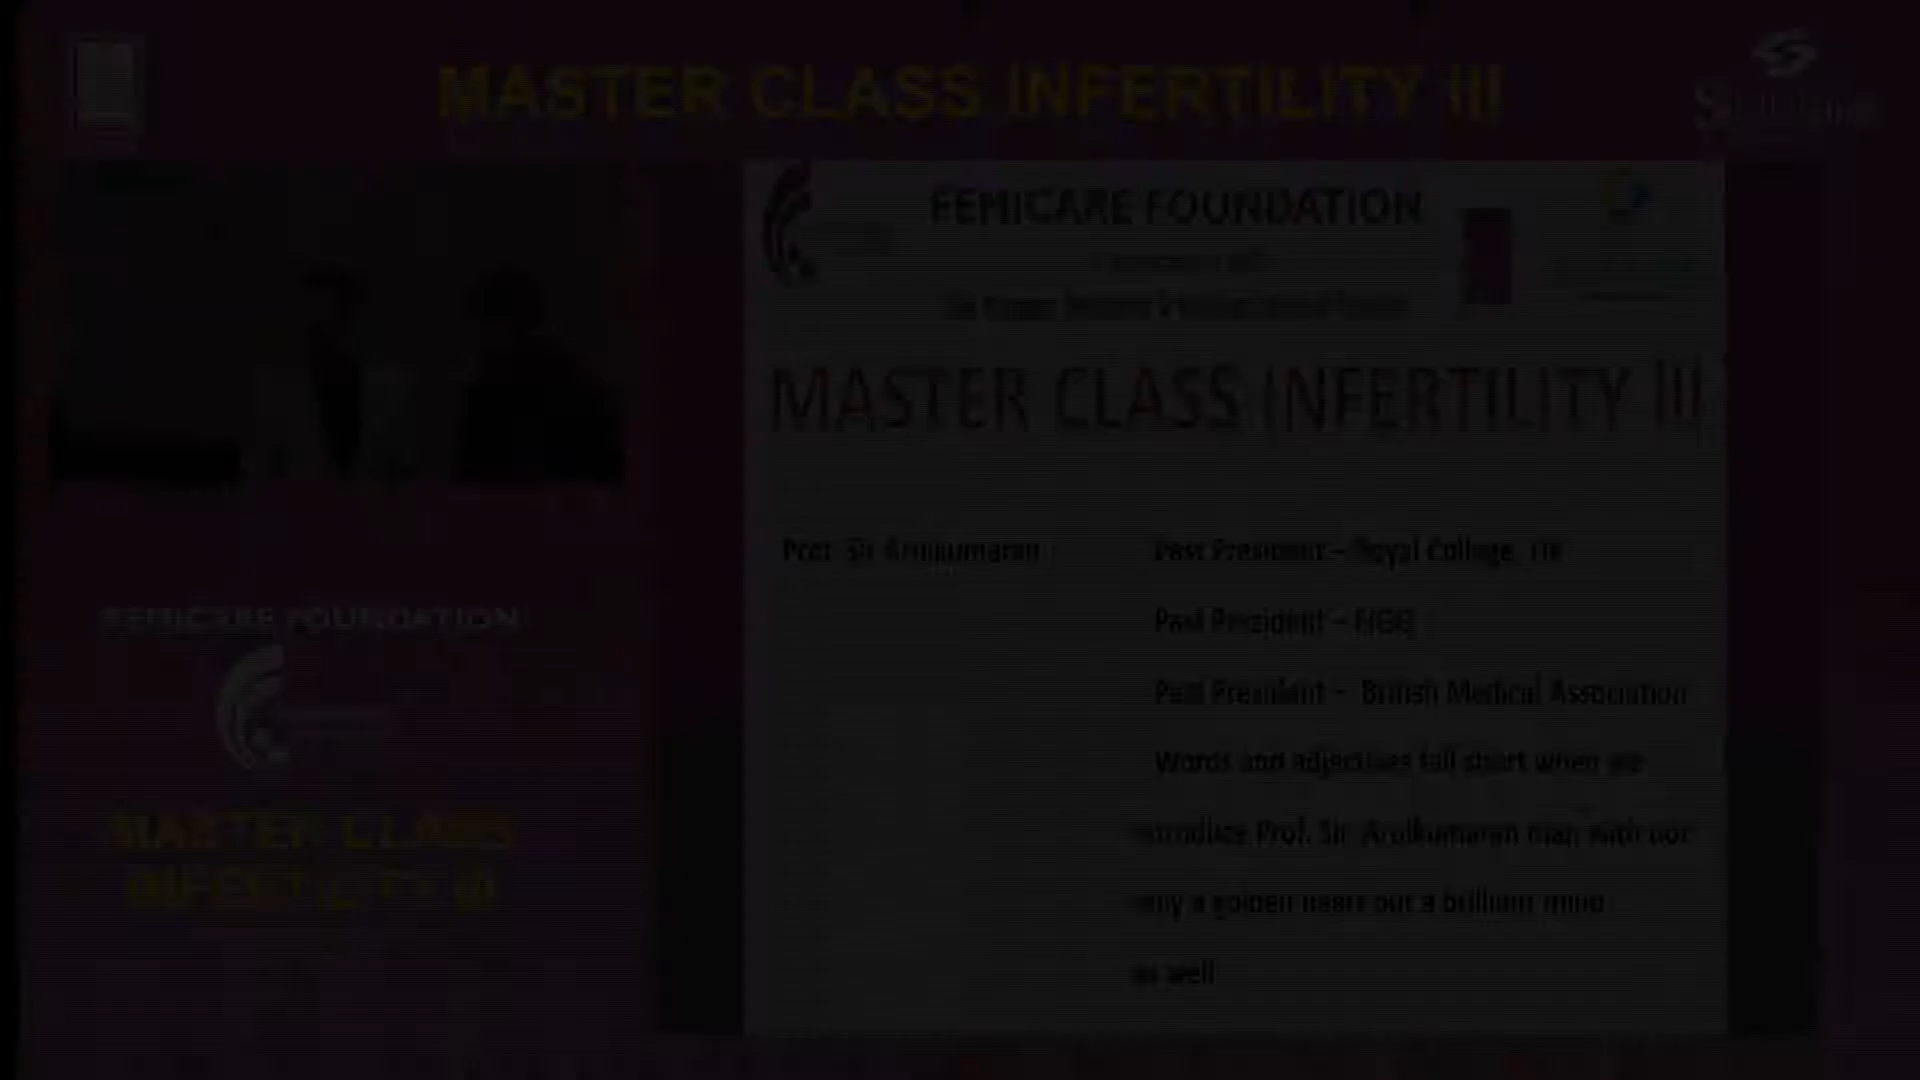 MASTER CLASS INFERTILITY III
FEMICARE FOUNDATION
MASTER CLASS INFERTILITY III
Prof. Sir Arulkumaran
Past President – Royal College, UK
Past President – FIGO
Past President – British Medical Association
Words and adjectives fall short when we
introduce Prof. Sir Arulkumaran man with not
only a golden heart but a brilliant mind
as well
FEMICARE FOUNDATION
MASTER CLASS
INFERTILITY III